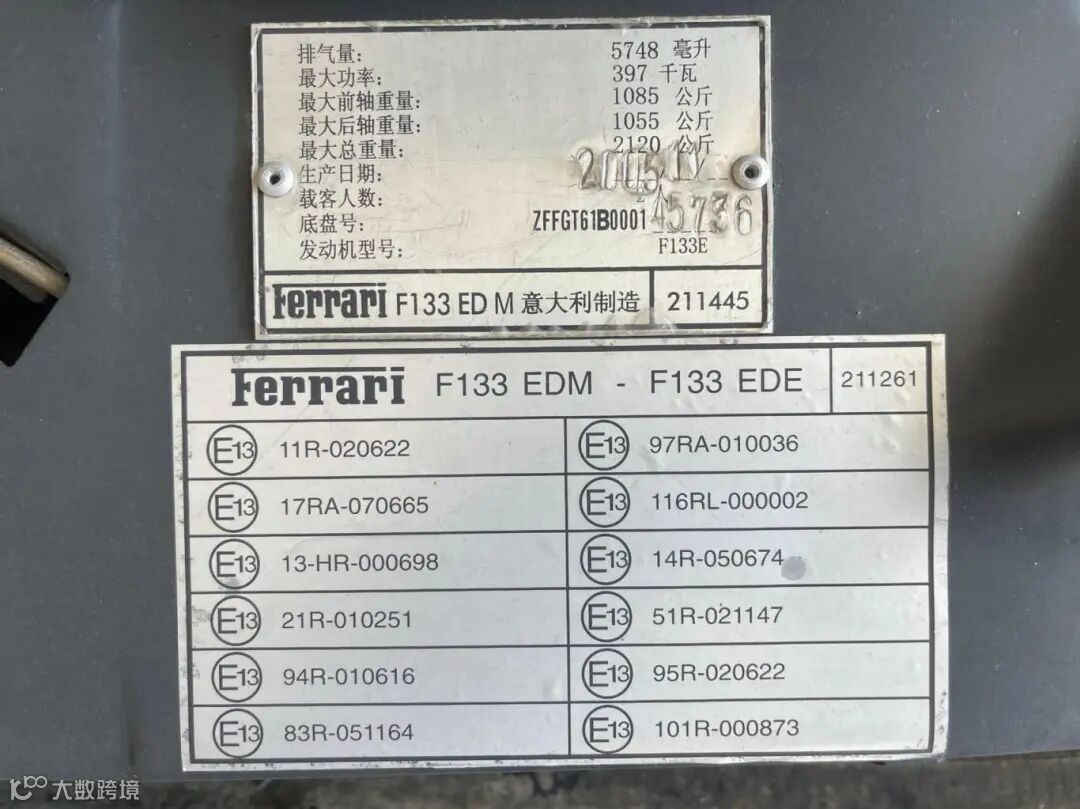 排气量: 5748 毫升
最大功率: 397 千瓦
最大前轴重量: 1085 公斤
最大后轴重量: 1055 公斤
最大总重量: 2120 公斤
生产日期: 2005
载客人数: 2
底盘号: ZFFGT61B000145736
发动机型号: F133E
Ferrari F133 ED M 意大利制造 211445
Ferrari F133 EDM - F133 EDE 211261
E13 11R-020622 E13 97RA-010036
E13 17RA-070665 E13 116RL-000002
E13 13-HR-000698 E13 14R-050674
E13 21R-010251 E13 51R-021147
E13 94R-010616 E13 95R-020622
E13 83R-051164 E13 101R-000873
大数跨境